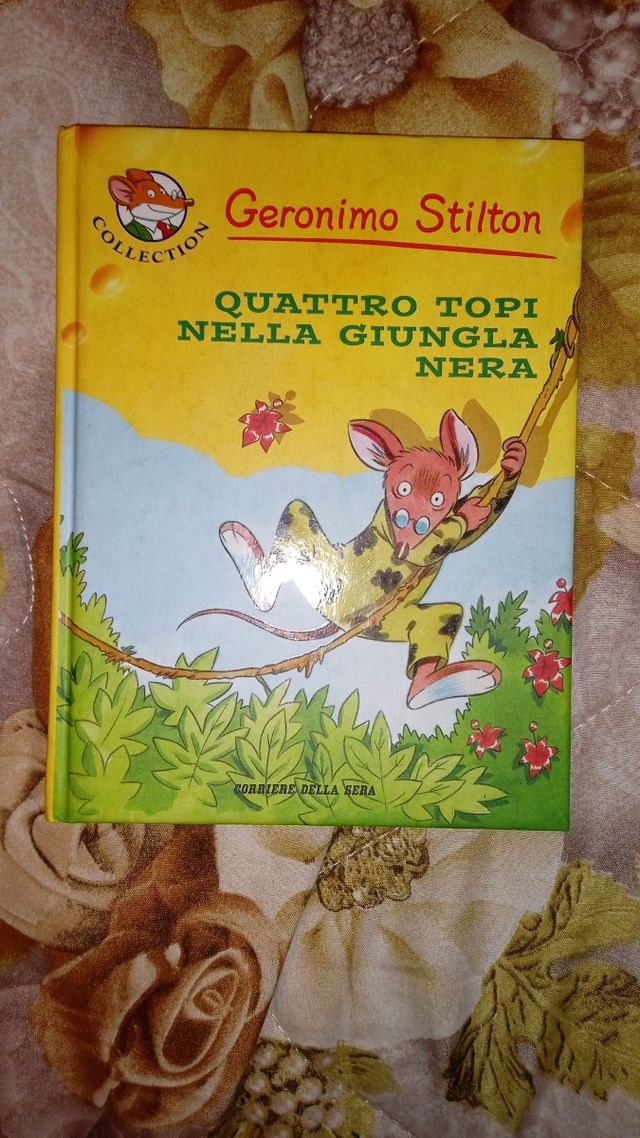 COLLECTION
Geronimo Stilton
QUATTRO TOPI
NELLA GIUNGLA
NERA
CORRIERE DELLA SERA